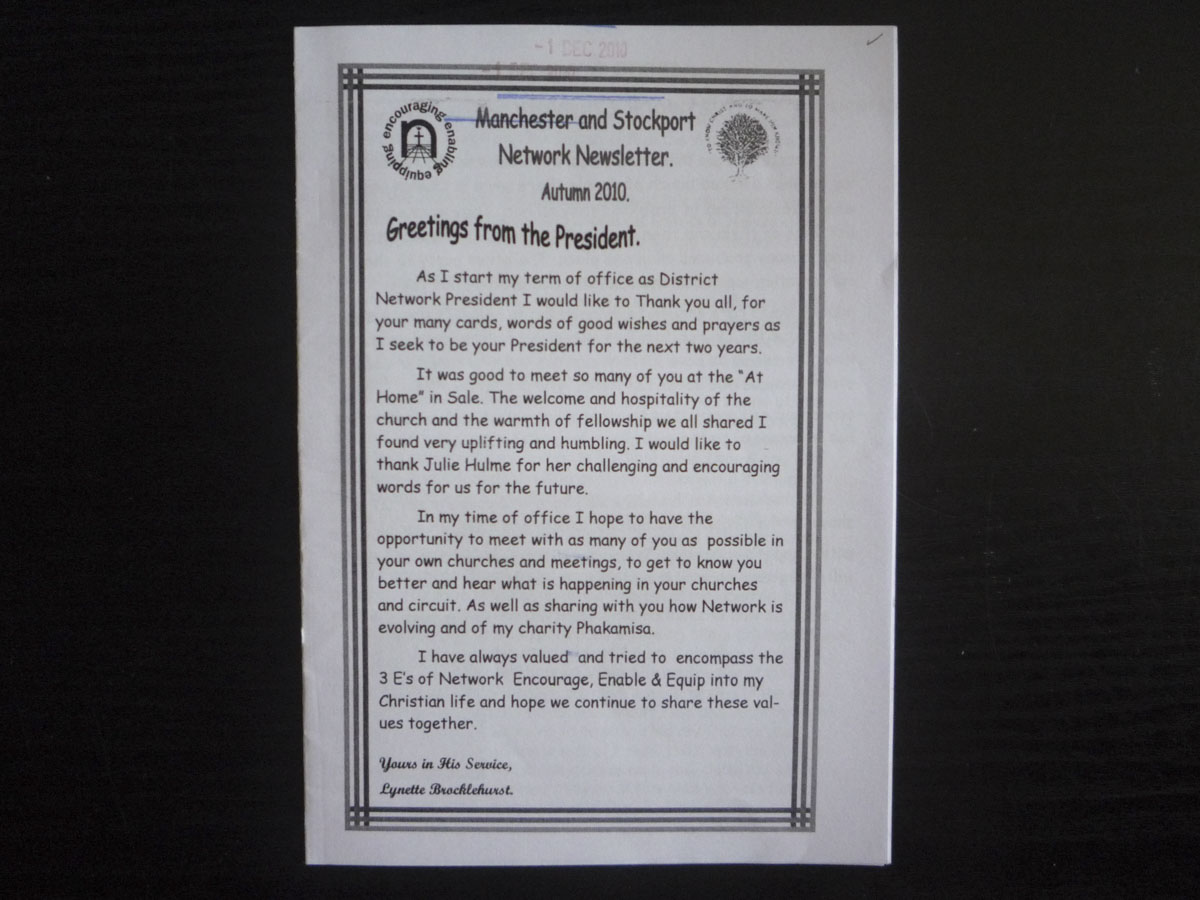 -1 DEC 2010
encouraging enabling equipping
n
Manchester and Stockport
Network Newsletter.
Autumn 2010.
Greetings from the President.
As I start my term of office as District
Network President I would like to Thank you all, for
your many cards, words of good wishes and prayers as
I seek to be your President for the next two years.
It was good to meet so many of you at the "At
Home" in Sale. The welcome and hospitality of the
church and the warmth of fellowship we all shared I
found very uplifting and humbling. I would like to
thank Julie Hulme for her challenging and encouraging
words for us for the future.
In my time of office I hope to have the
opportunity to meet with as many of you as possible in
your own churches and meetings, to get to know you
better and hear what is happening in your churches
and circuit. As well as sharing with you how Network is
evolving and of my charity Phakamisa.
I have always valued and tried to encompass the
3 E's of Network Encourage, Enable & Equip into my
Christian life and hope we continue to share these val-
ues together.
Yours in His Service,
Lynette Brocklehurst.